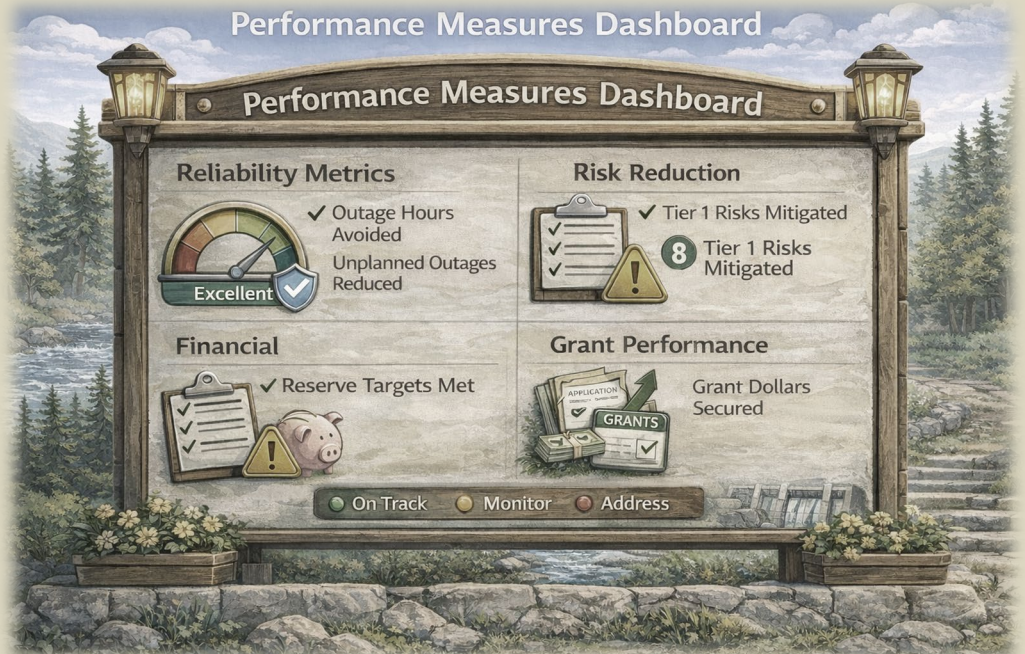 Performance Measures Dashboard
Performance Measures Dashboard
Reliability Metrics
Outage Hours
Avoided
Unplanned Outages
Reduced
Excellent
Risk Reduction
Tier 1 Risks Mitigated
8
Tier 1 Risks
Mitigated
Financial
Reserve Targets Met
Grant Performance
APPLICATION
GRANTS
Grant Dollars
Secured
On Track
Monitor
Address